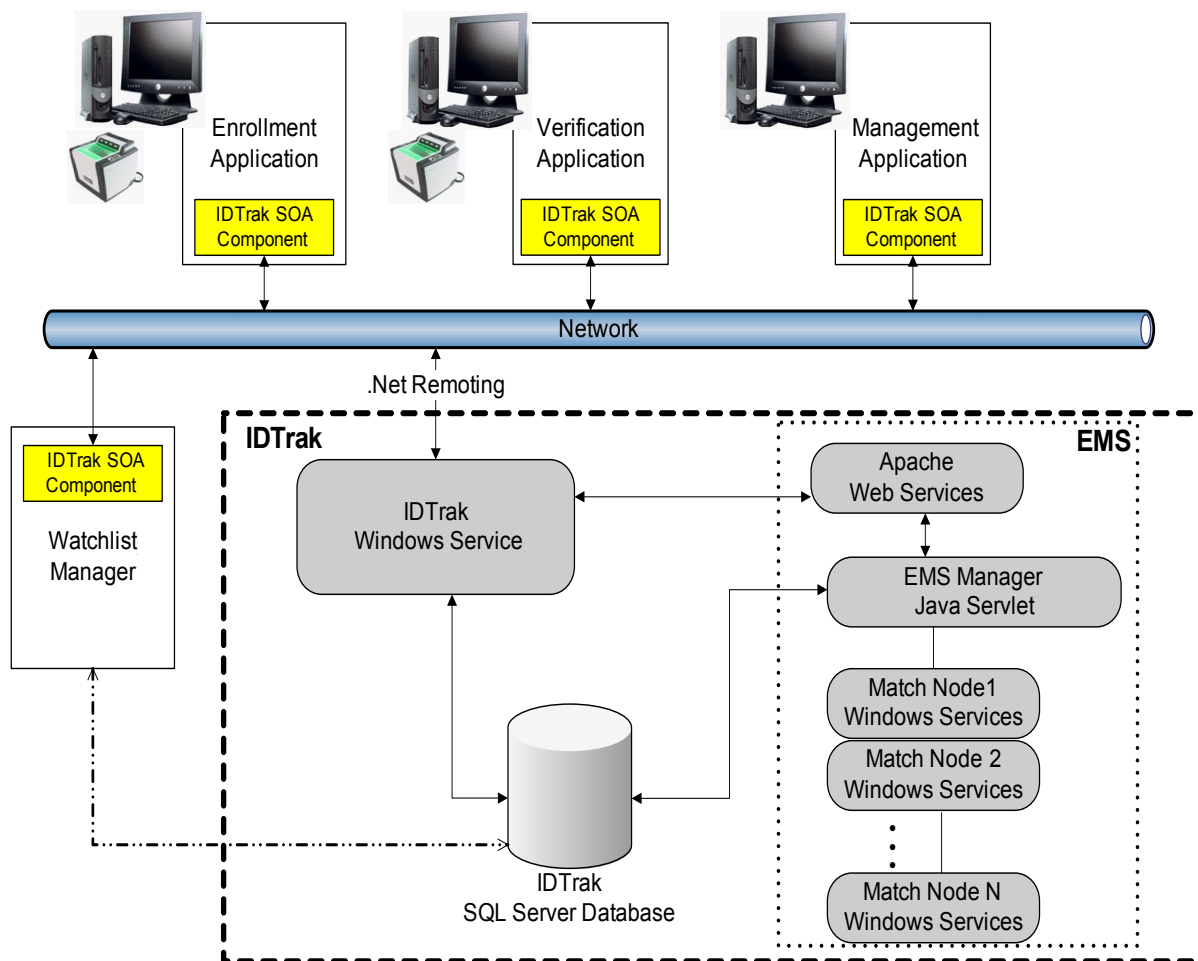 Enrollment
Application
IDTrak SOA
Component
Verification
Application
IDTrak SOA
Component
Management
Application
IDTrak SOA
Component
Network
.Net Remoting
IDTrak SOA
Component
Watchlist
Manager
IDTrak
EMS
IDTrak
Windows Service
Apache
Web Services
EMS Manager
Java Servlet
Match Node1
Windows Services
Match Node 2
Windows Services
Match Node N
Windows Services
IDTrak
SQL Server Database